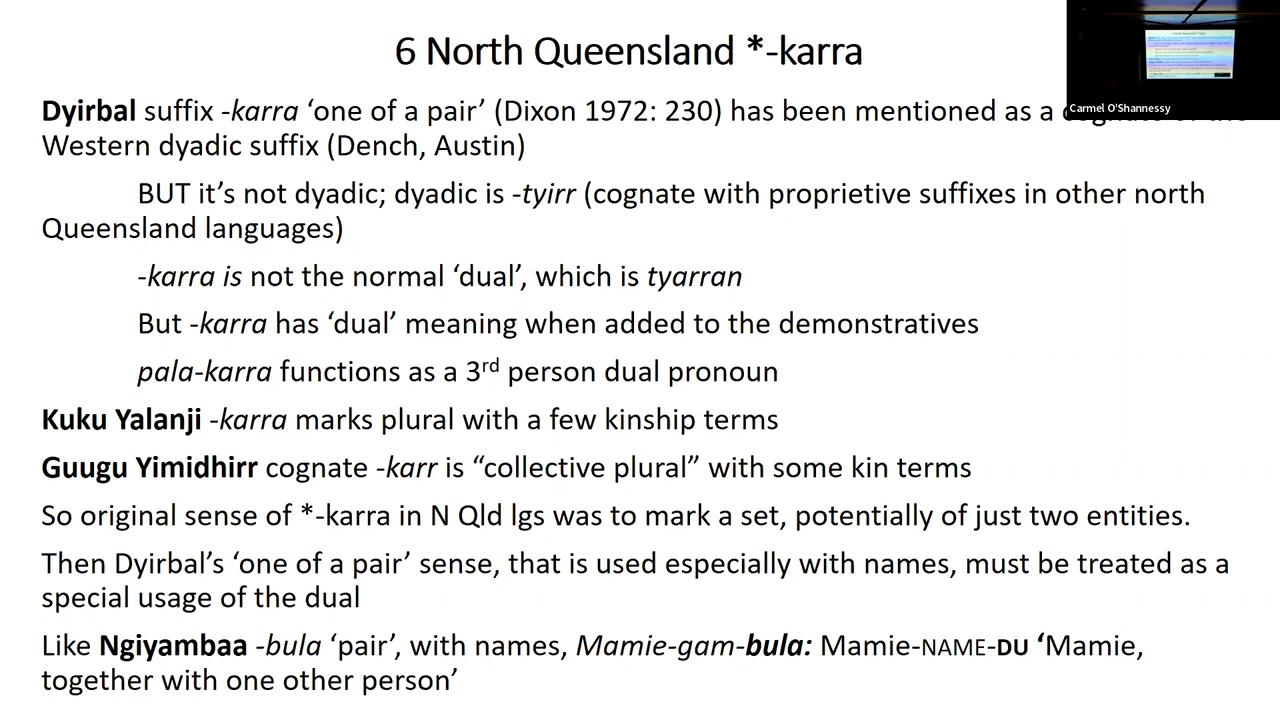 6 North Queensland *-karra
Carmel O'Shannessy
Dyirbal suffix -karra ‘one of a pair’ (Dixon 1972: 230) has been mentioned as a
Western dyadic suffix (Dench, Austin)
BUT it’s not dyadic; dyadic is -tyirr (cognate with proprietive suffixes in other north
Queensland languages)
-karra is not the normal ‘dual’, which is tyarran
But -karra has ‘dual’ meaning when added to the demonstratives
pala-karra functions as a 3rd person dual pronoun
Kuku Yalanji -karra marks plural with a few kinship terms
Guugu Yimidhirr cognate -karr is “collective plural” with some kin terms
So original sense of *-karra in N Qld lgs was to mark a set, potentially of just two entities.
Then Dyirbal’s ‘one of a pair’ sense, that is used especially with names, must be treated as a
special usage of the dual
Like Ngiyambaa -bula ‘pair’, with names, Mamie-gam-bula: Mamie-NAME-DU ‘Mamie,
together with one other person’